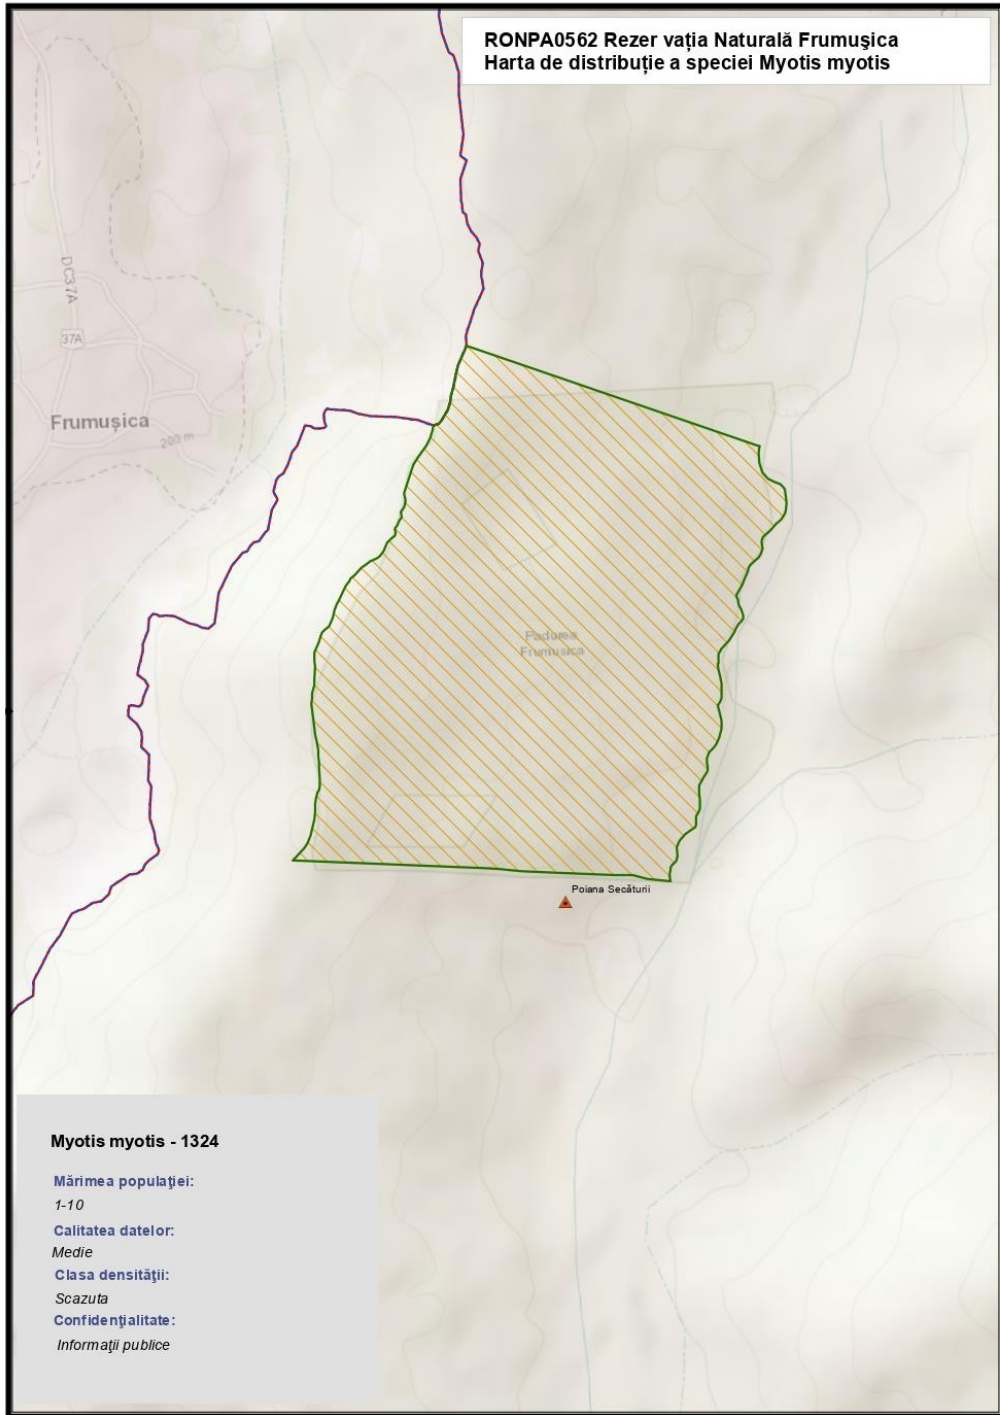 RONPA0562 Rezer vația Naturală Frumușica
Harta de distribuție a speciei Myotis myotis
DC37A
37A
Frumușica
200 m
Padurea
Frumusica
Poiana Secăturii
Myotis myotis - 1324
Mărimea populaţiei:
1-10
Calitatea datelor:
Medie
Clasa densităţii:
Scazuta
Confidenţialitate:
Informaţii publice